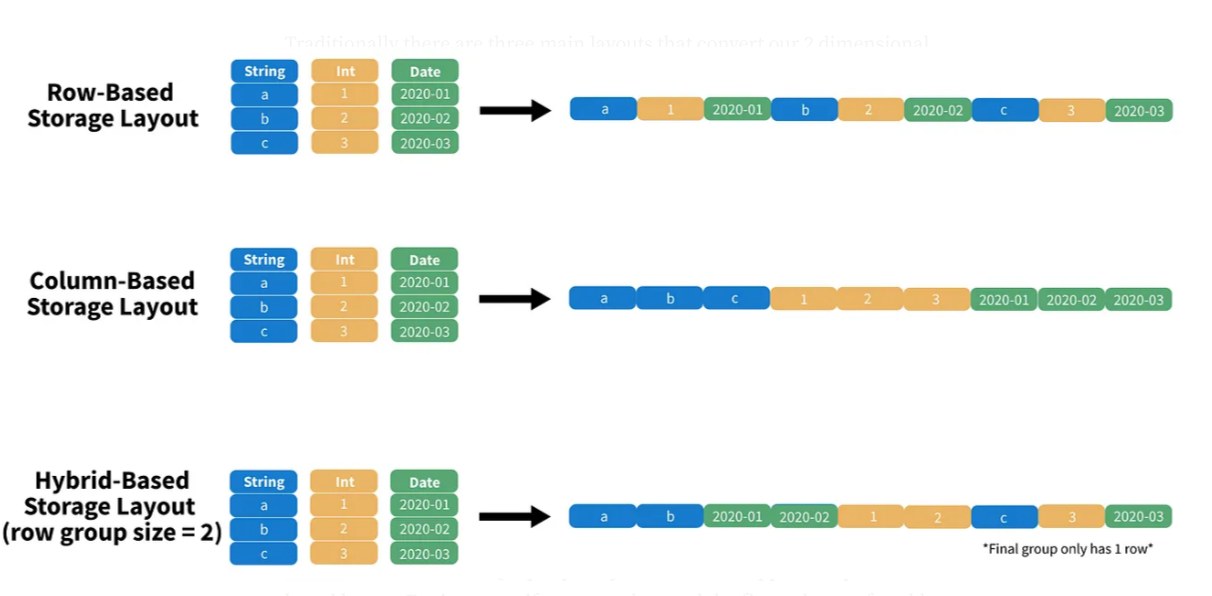 Traditionally there are three main layouts that convert our 2 dimensional
Row-Based
Storage Layout
String Int Date
a 1 2020-01
b 2 2020-02
c 3 2020-03
a 1 2020-01 b 2 2020-02 c 3 2020-03
Column-Based
Storage Layout
String Int Date
a 1 2020-01
b 2 2020-02
c 3 2020-03
a b c 1 2 3 2020-01 2020-02 2020-03
Hybrid-Based
Storage Layout
(row group size = 2)
String Int Date
a 1 2020-01
b 2 2020-02
c 3 2020-03
a b 2020-01 2020-02 1 2 c 3 2020-03
*Final group only has 1 row*